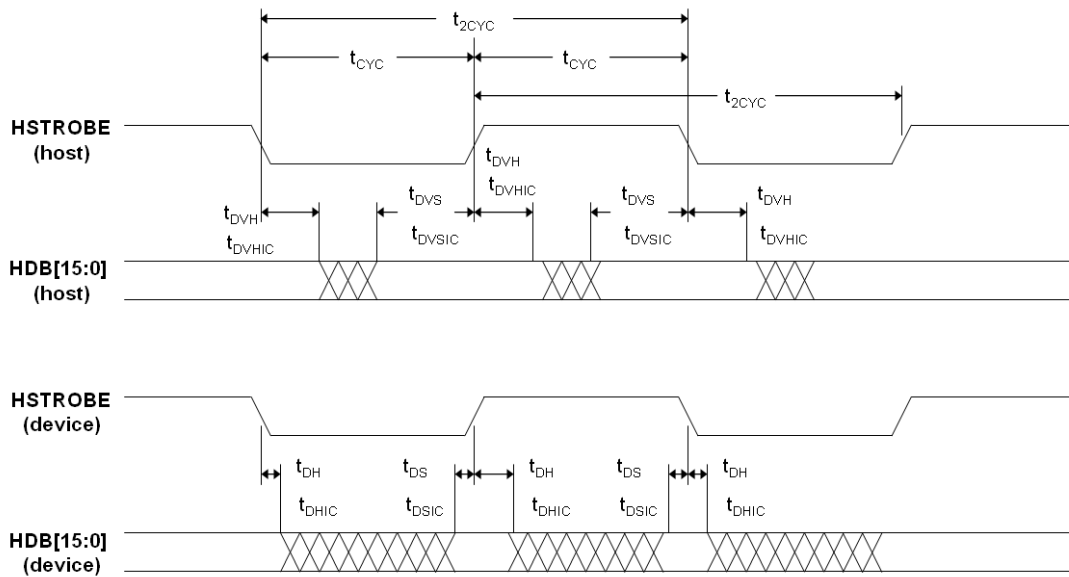 t2CYC
tCYC tCYC
t2CYC
HSTROBE
(host)
tDVH
tDVS tDVHIC tDVS tDVH
tDVH
tDVHIC tDVSIC tDVSIC tDVHIC
HDB[15:0]
(host)
HSTROBE
(device)
tDH tDS tDH tDS tDH
tDHIC tDSIC tDHIC tDSIC tDHIC
HDB[15:0]
(device)